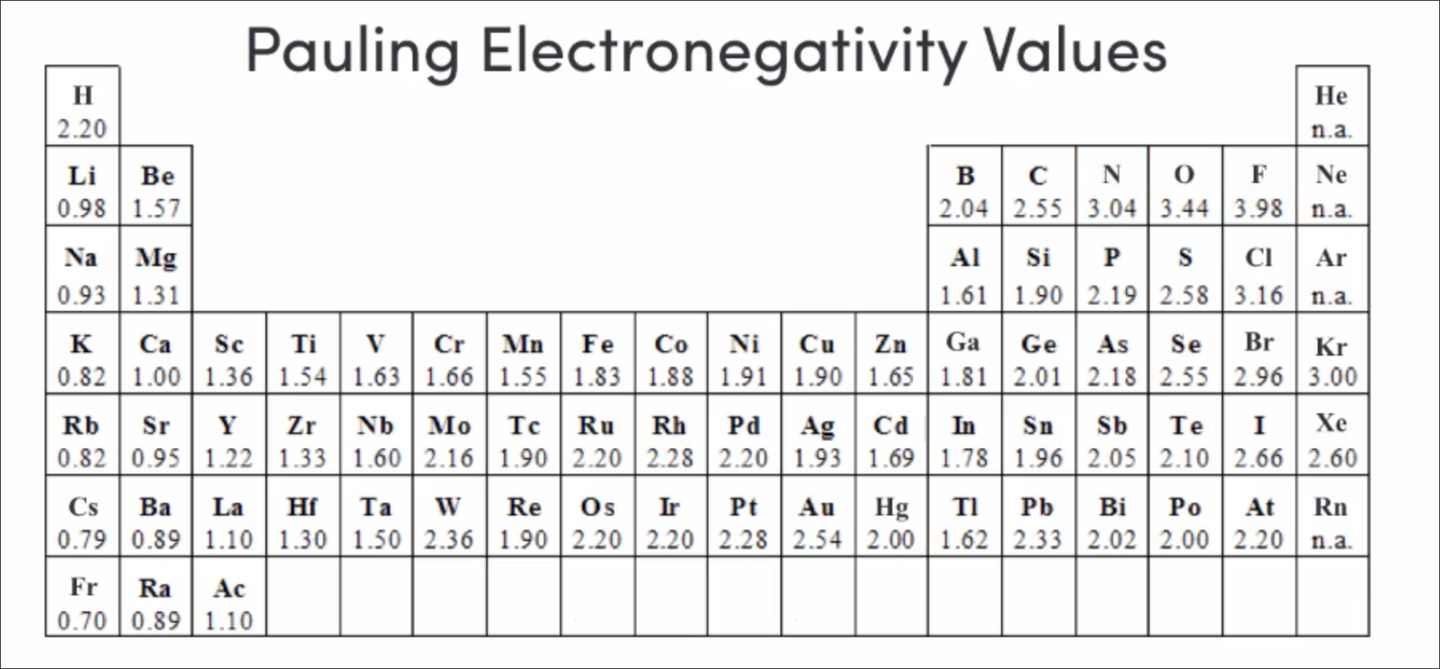 Pauling Electronegativity Values
H He
2.20 n.a.
Li Be B C N O F Ne
0.98 1.57 2.04 2.55 3.04 3.44 3.98 n.a.
Na Mg Al Si P S Cl Ar
0.93 1.31 1.61 1.90 2.19 2.58 3.16 n.a.
K Ca Sc Ti V Cr Mn Fe Co Ni Cu Zn Ga Ge As Se Br Kr
0.82 1.00 1.36 1.54 1.63 1.66 1.55 1.83 1.88 1.91 1.90 1.65 1.81 2.01 2.18 2.55 2.96 3.00
Rb Sr Y Zr Nb Mo Tc Ru Rh Pd Ag Cd In Sn Sb Te I Xe
0.82 0.95 1.22 1.33 1.60 2.16 1.90 2.20 2.28 2.20 1.93 1.69 1.78 1.96 2.05 2.10 2.66 2.60
Cs Ba La Hf Ta W Re Os Ir Pt Au Hg Tl Pb Bi Po At Rn
0.79 0.89 1.10 1.30 1.50 2.36 1.90 2.20 2.20 2.28 2.54 2.00 1.62 2.33 2.02 2.00 2.20 n.a.
Fr Ra Ac
0.70 0.89 1.10